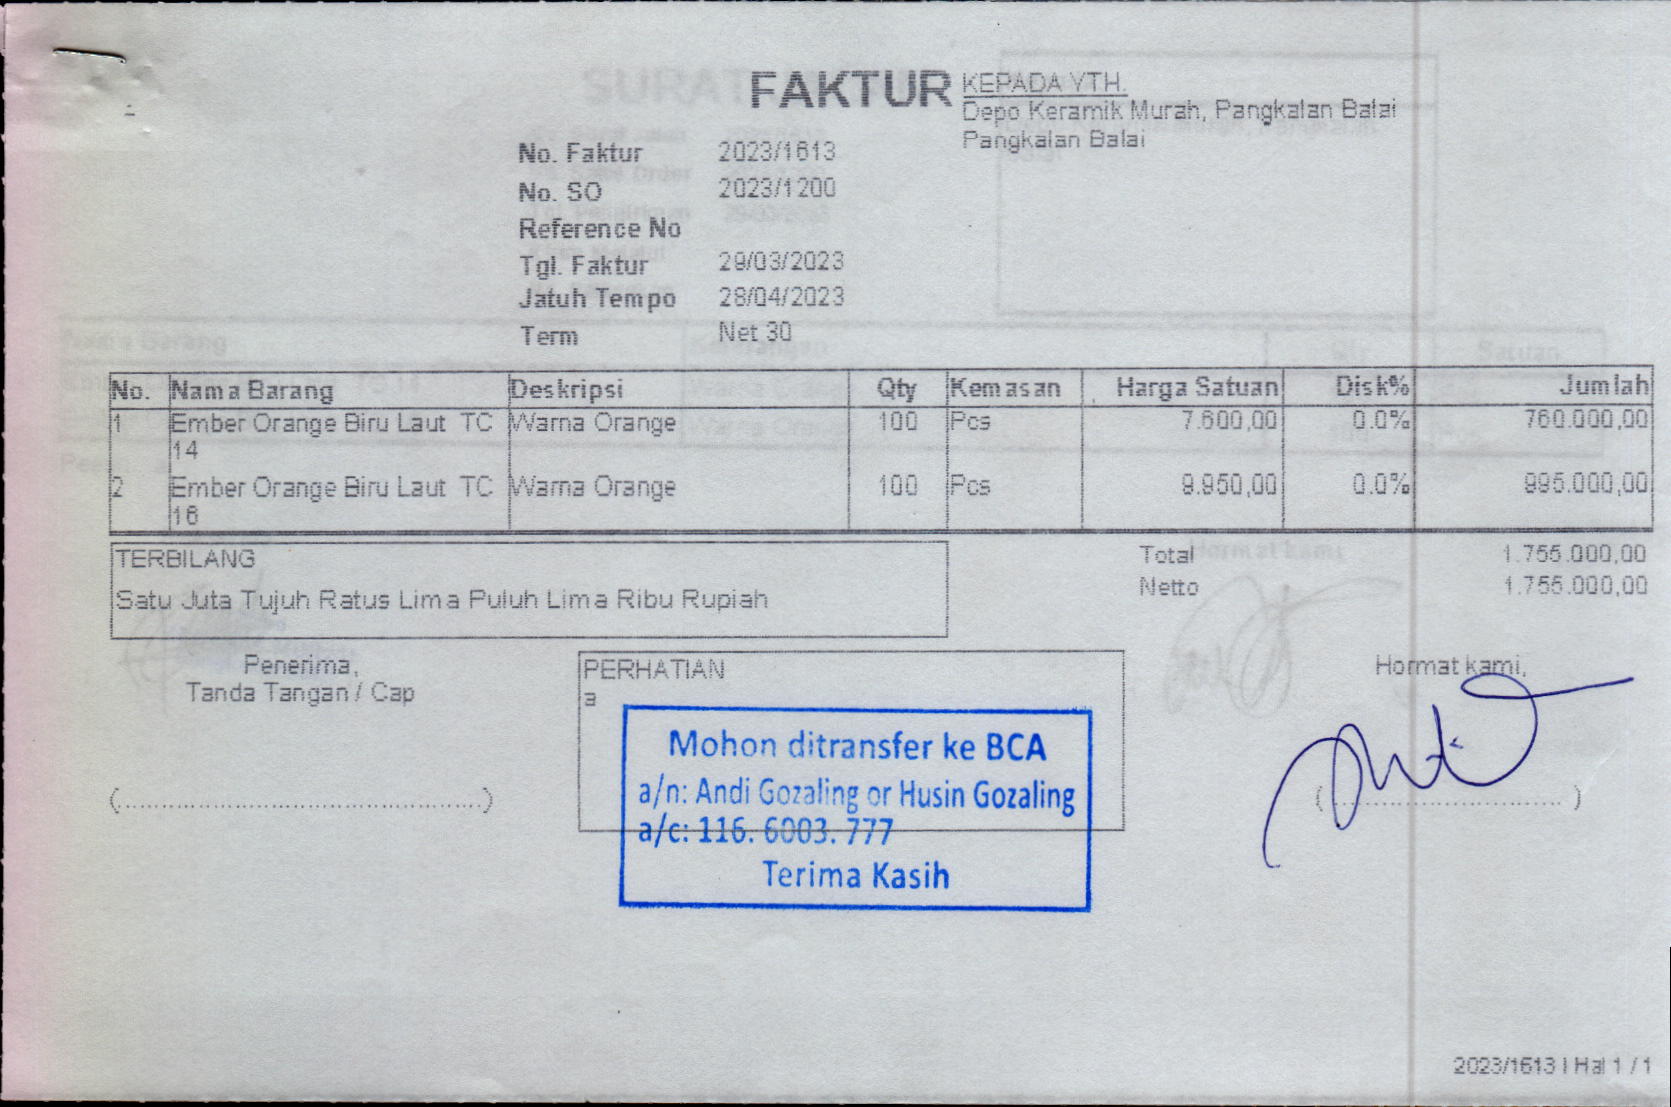 FAKTUR
KEPADA YTH.
Depo Keramik Murah, Pangkalan Balai
Pangkalan Balai
No. Faktur 2023/1613
No. SO 2023/1200
Reference No
Tgl. Faktur 29/03/2023
Jatuh Tempo 28/04/2023
Term Net 30
No. Nama Barang Deskripsi Qty Kemasan Harga Satuan Disk% Jumlah
1 Ember Orange Biru Laut TC Warna Orange 100 Pcs 7.600,00 0.0% 760.000,00
14
2 Ember Orange Biru Laut TC Warna Orange 100 Pcs 9.950,00 0.0% 995.000,00
16
TERBILANG
Satu Juta Tujuh Ratus Lima Puluh Lima Ribu Rupiah
Total 1.755.000,00
Netto 1.755.000,00
Penerima,
Tanda Tangan / Cap
PERHATIAN
a
Mohon ditransfer ke BCA
a/n: Andi Gozaling or Husin Gozaling
a/c: 116. 6003. 777
Terima Kasih
Hormat kami,
2023/1613 | Hal 1 / 1